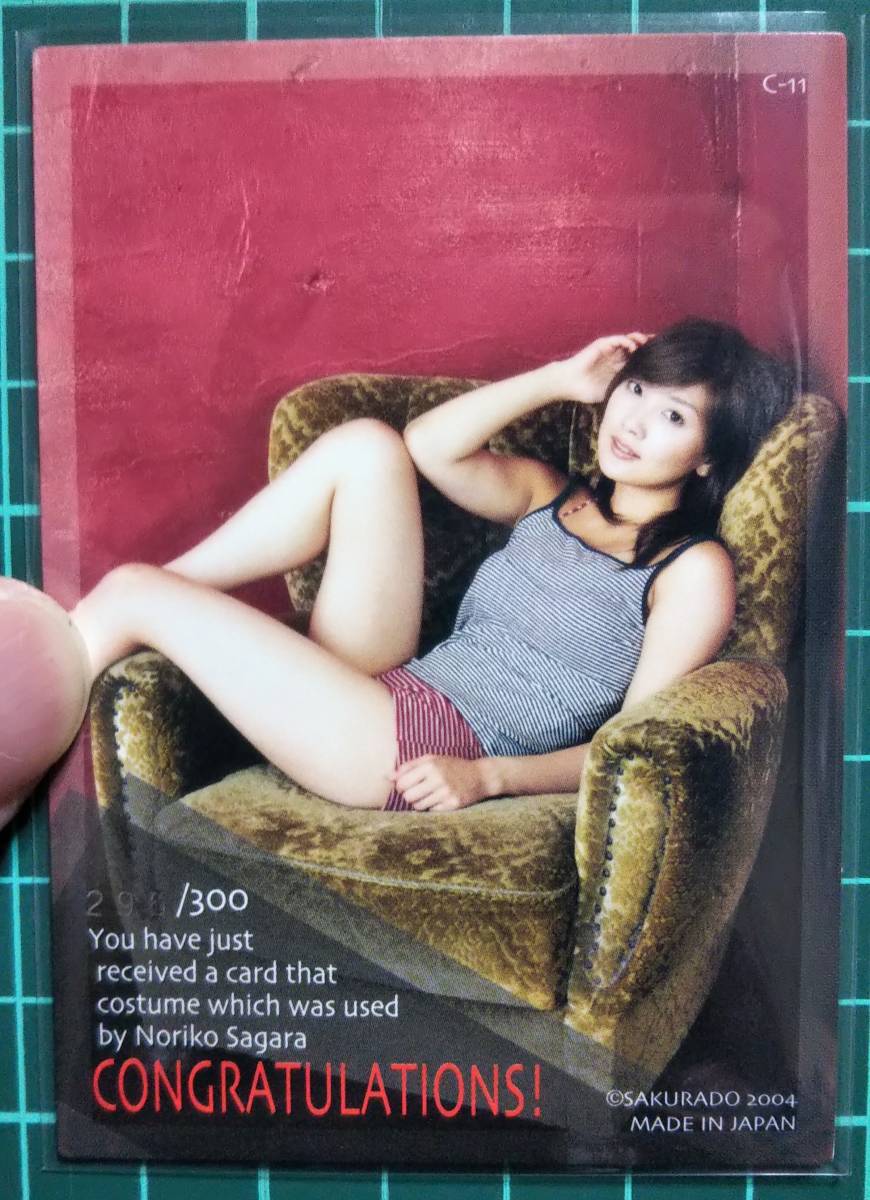 C-11
/300
You have just
received a card that
costume which was used
by Noriko Sagara
CONGRATULATIONS!
©SAKURADO 2004
MADE IN JAPAN